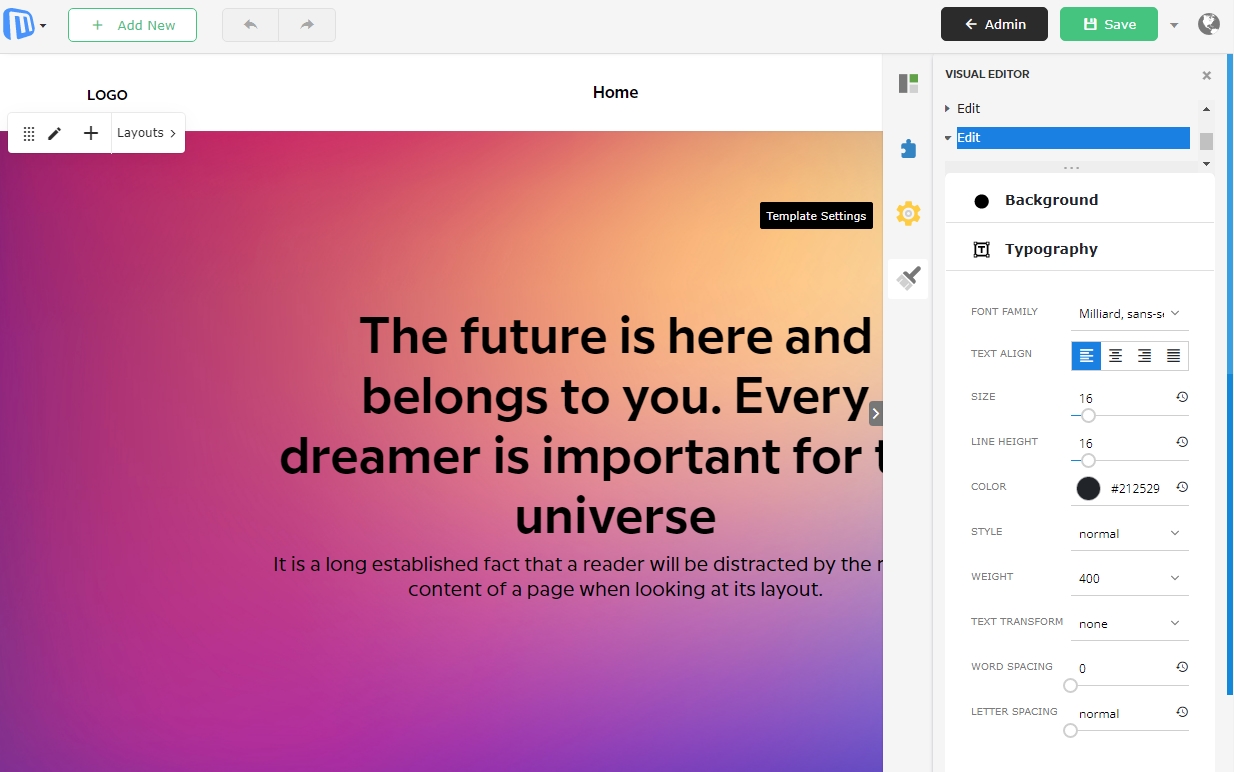 Add New
Admin
Save
LOGO
Home
Layouts
Template Settings
The future is here and
belongs to you. Every
dreamer is important for t
universe
It is a long established fact that a reader will be distracted by the r
content of a page when looking at its layout.
VISUAL EDITOR
Edit
Edit
Background
Typography
FONT FAMILY
Milliard, sans-se
TEXT ALIGN
SIZE
16
LINE HEIGHT
16
COLOR
#212529
STYLE
normal
WEIGHT
400
TEXT TRANSFORM
none
WORD SPACING
0
LETTER SPACING
normal